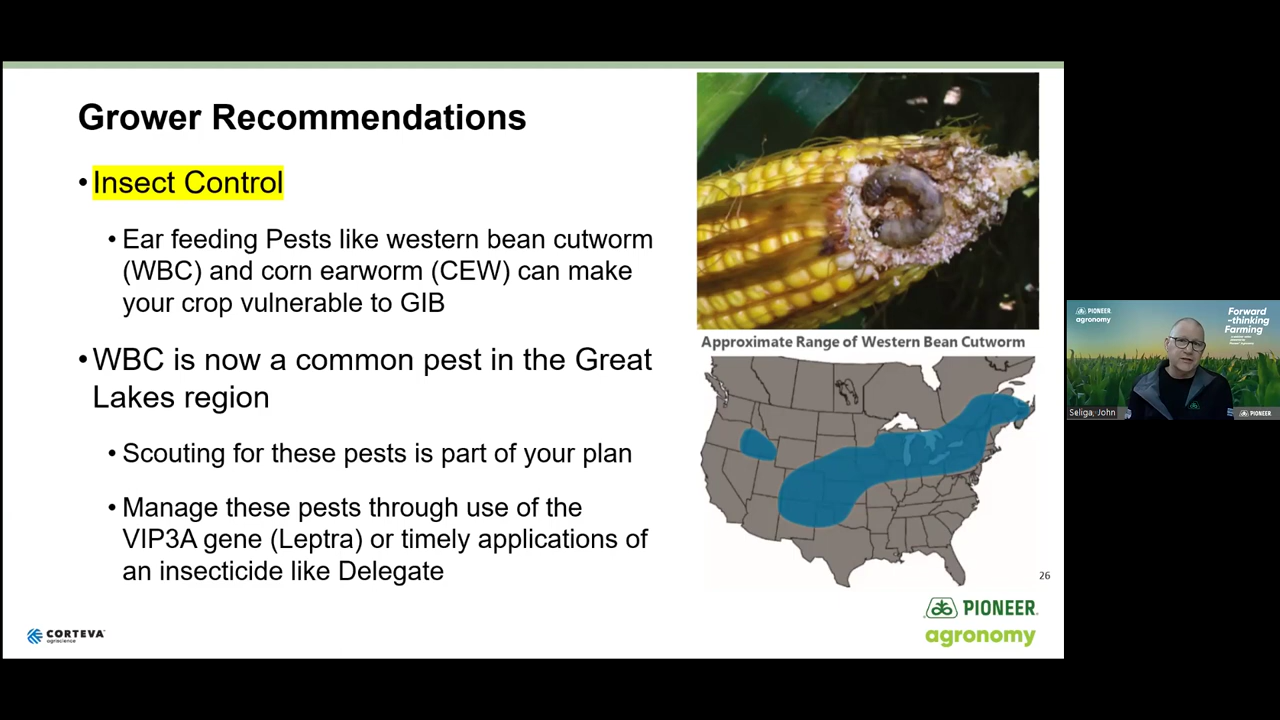 Grower Recommendations
• Insect Control
• Ear feeding Pests like western bean cutworm
(WBC) and corn earworm (CEW) can make
your crop vulnerable to GIB
• WBC is now a common pest in the Great
Lakes region
• Scouting for these pests is part of your plan
• Manage these pests through use of the
VIP3A gene (Leptra) or timely applications of
an insecticide like Delegate
Approximate Range of Western Bean Cutworm
26
CORTEVA
agriscience
PIONEER
agronomy
PIONEER
agronomy
Forward
-thinking
Farming
Seliga, John
PIONEER